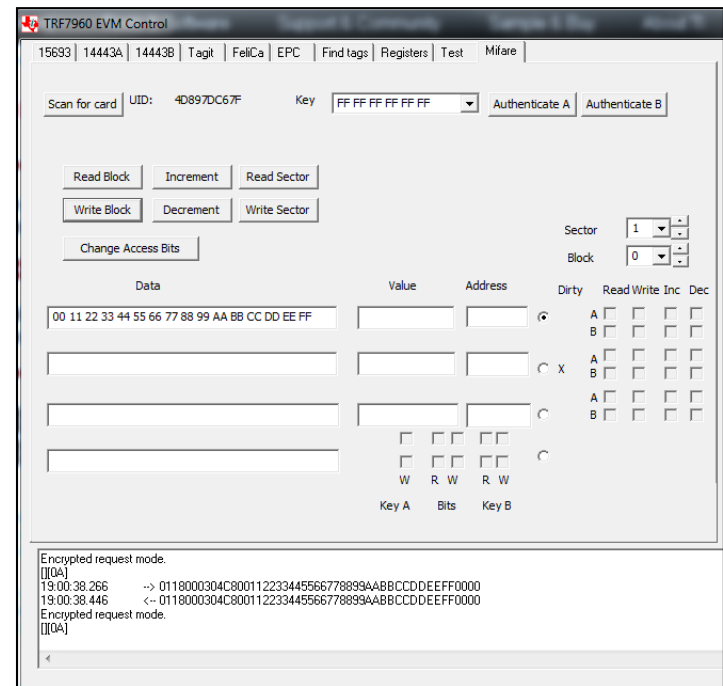 TRF7960 EVM Control
15693 14443A 14443B Tagit FeliCa EPC Find tags Registers Test Mifare
Scan for card UID: 4D897DC67F Key FF FF FF FF FF FF Authenticate A Authenticate B
Read Block Increment Read Sector
Write Block Decrement Write Sector
Sector 1
Change Access Bits
Block 0
Data Value Address Dirty Read Write Inc Dec
00 11 22 33 44 55 66 77 88 99 AA BB CC DD EE FF A
B
X A
B
A
B
W R W R W
Key A Bits Key B
Encrypted request mode.
[][0A]
19:00:38.266 --> 0118000304C800112233445566778899AABBCCDDEEFF0000
19:00:38.446 <-- 0118000304C800112233445566778899AABBCCDDEEFF0000
Encrypted request mode.
[][0A]